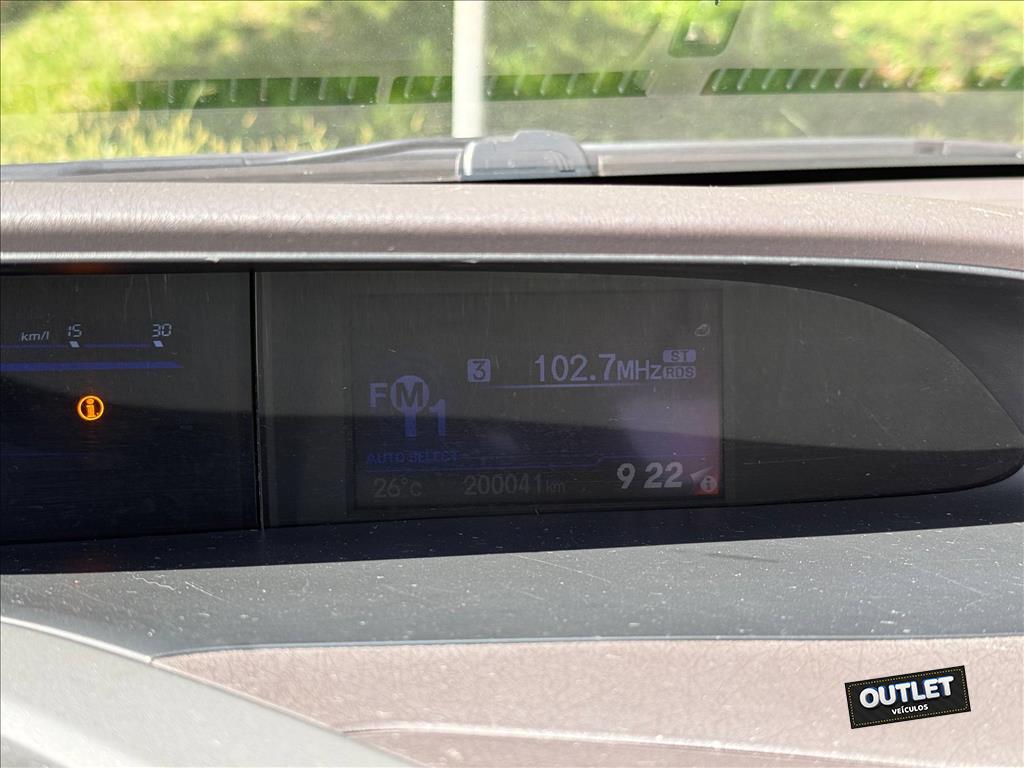 km/l 15 30
3 102.7MHz ST
RDS
FM1
AUTO SELECT
26°C 200041km 9 22
OUTLET
VEÍCULOS